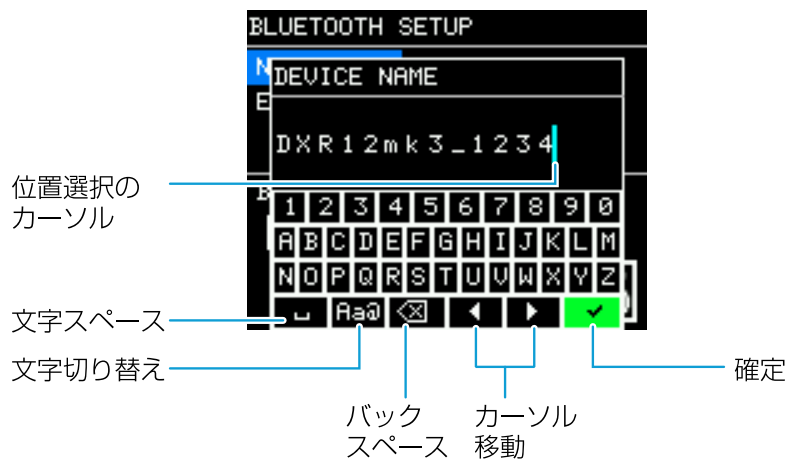 BLUETOOTH SETUP
N
DEVICE NAME
E
DXR12mk3_1234
位置選択の
カーソル
B
1 2 3 4 5 6 7 8 9 0
A B C D E F G H I J K L M
N O P Q R S T U V W X Y Z
Aa@
文字スペース
文字切り替え
バック
スペース
カーソル
移動
確定